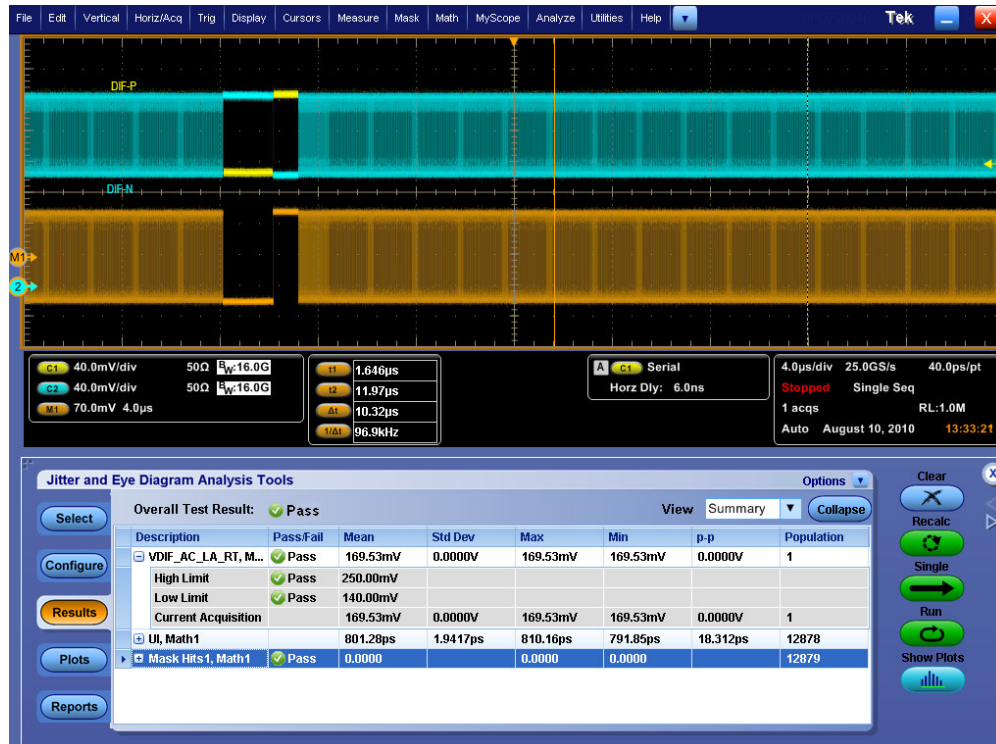 File Edit Vertical Horiz/Acq Trig Display Cursors Measure Mask Math MyScope Analyze Utilities Help Tek X
DIF-P
DIF-N
M1
2
C1 40.0mV/div 50Ω BW:16.0G
C2 40.0mV/div 50Ω BW:16.0G
M1 70.0mV 4.0µs
t1 1.646µs
t2 11.97µs
Δt 10.32µs
1/Δt 96.9kHz
A C1 Serial
Horz Dly: 6.0ns
4.0µs/div 25.0GS/s 40.0ps/pt
Stopped Single Seq
1 acqs RL:1.0M
Auto August 10, 2010 13:33:21
Jitter and Eye Diagram Analysis Tools Options
Overall Test Result: Pass View Summary Collapse
Description Pass/Fail Mean Std Dev Max Min p-p Population
VDIF_AC_LA_RT, M... Pass 169.53mV 0.0000V 169.53mV 169.53mV 0.0000V 1
High Limit Pass 250.00mV
Low Limit Pass 140.00mV
Current Acquisition 169.53mV 0.0000V 169.53mV 169.53mV 0.0000V 1
UI, Math1 801.28ps 1.9417ps 810.16ps 791.85ps 18.312ps 12878
Mask Hits1, Math1 Pass 0.0000 0.0000 0.0000 12879
Select
Configure
Results
Plots
Reports
Clear
X
Recalc
Single
Run
Show Plots